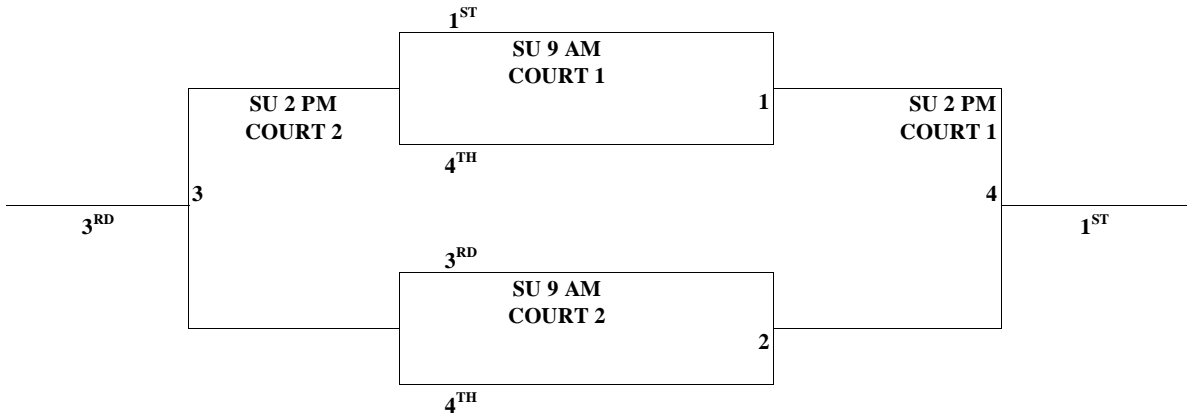 1ST
SU 9 AM
COURT 1
SU 2 PM
COURT 2
1
SU 2 PM
COURT 1
4TH
3
4
3RD
1ST
3RD
SU 9 AM
COURT 2
2
4TH